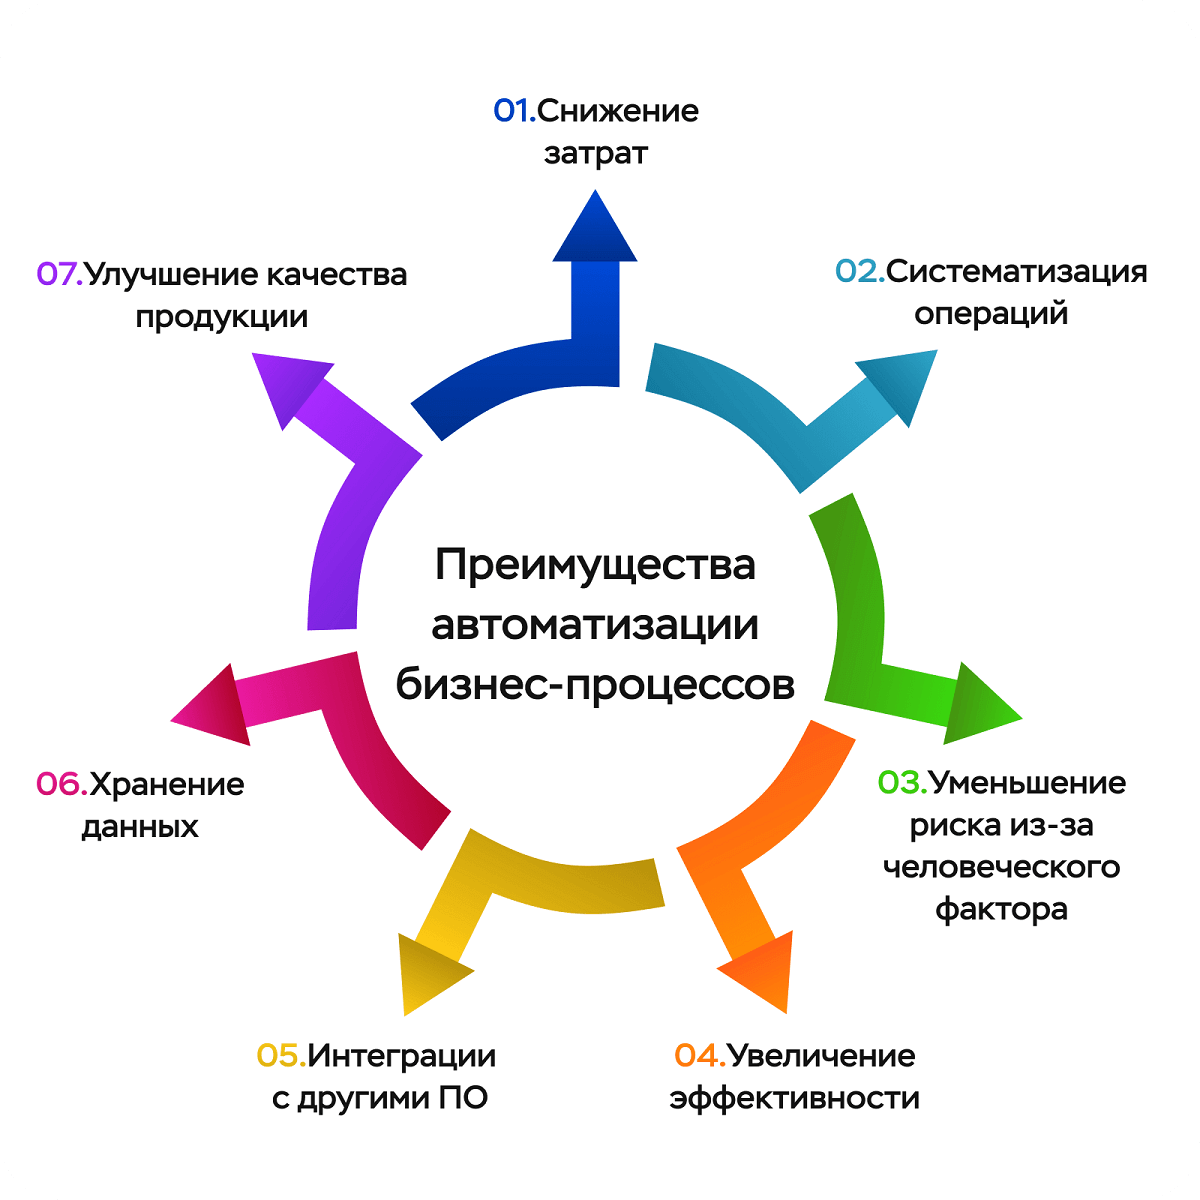 01.Снижение
затрат
02.Систематизация
операций
03.Уменьшение
риска из-за
человеческого
фактора
04.Увеличение
эффективности
05.Интеграции
с другими ПО
06.Хранение
данных
07.Улучшение качества
продукции
Преимущества
автоматизации
бизнес-процессов